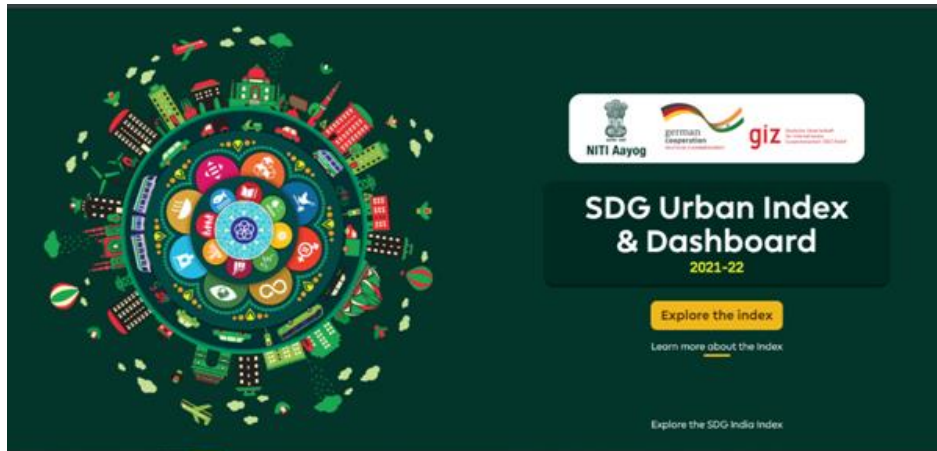 NITI Aayog
german
cooperation
giz
SDG Urban Index
& Dashboard
2021-22
Explore the index
Learn more about the Index
Explore the SDG India Index